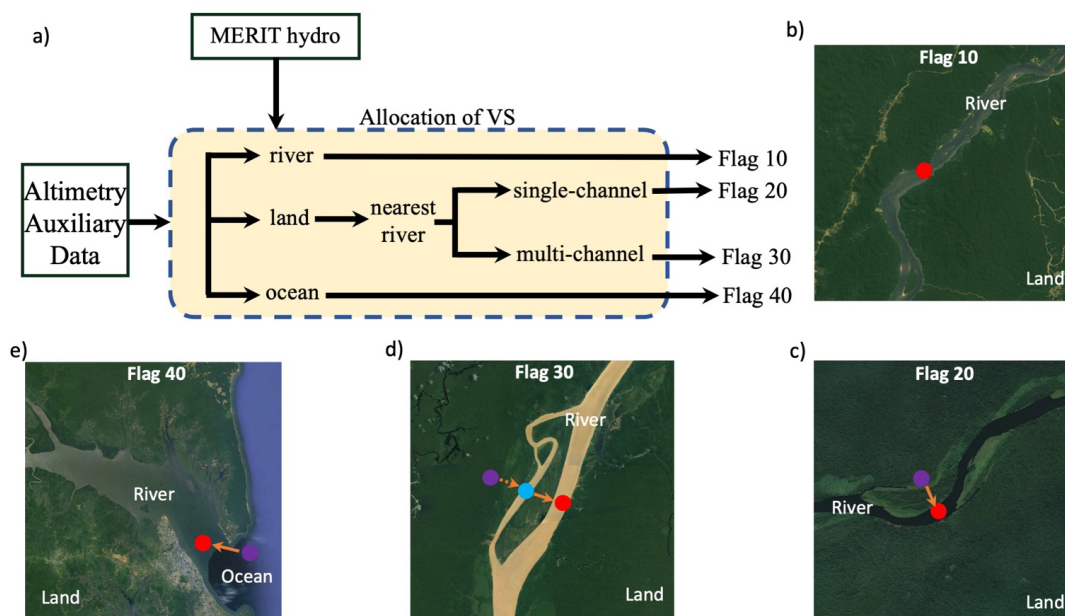 a)
MERIT hydro
Allocation of VS
Altimetry
Auxiliary
Data
river
land
nearest
river
single-channel
multi-channel
ocean
Flag 10
Flag 20
Flag 30
Flag 40
b)
Flag 10
River
Land
e)
Flag 40
River
Ocean
Land
d)
Flag 30
River
Land
c)
Flag 20
River
Land